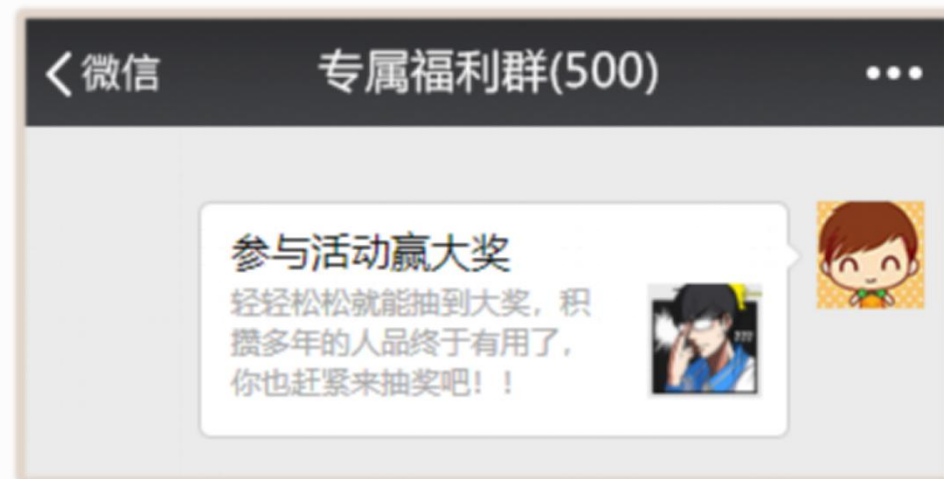 微信
专属福利群(500)
参与活动赢大奖
轻轻松松就能抽到大奖，积
攒多年的人品终于有用了，
你也赶紧来抽奖吧！！
???